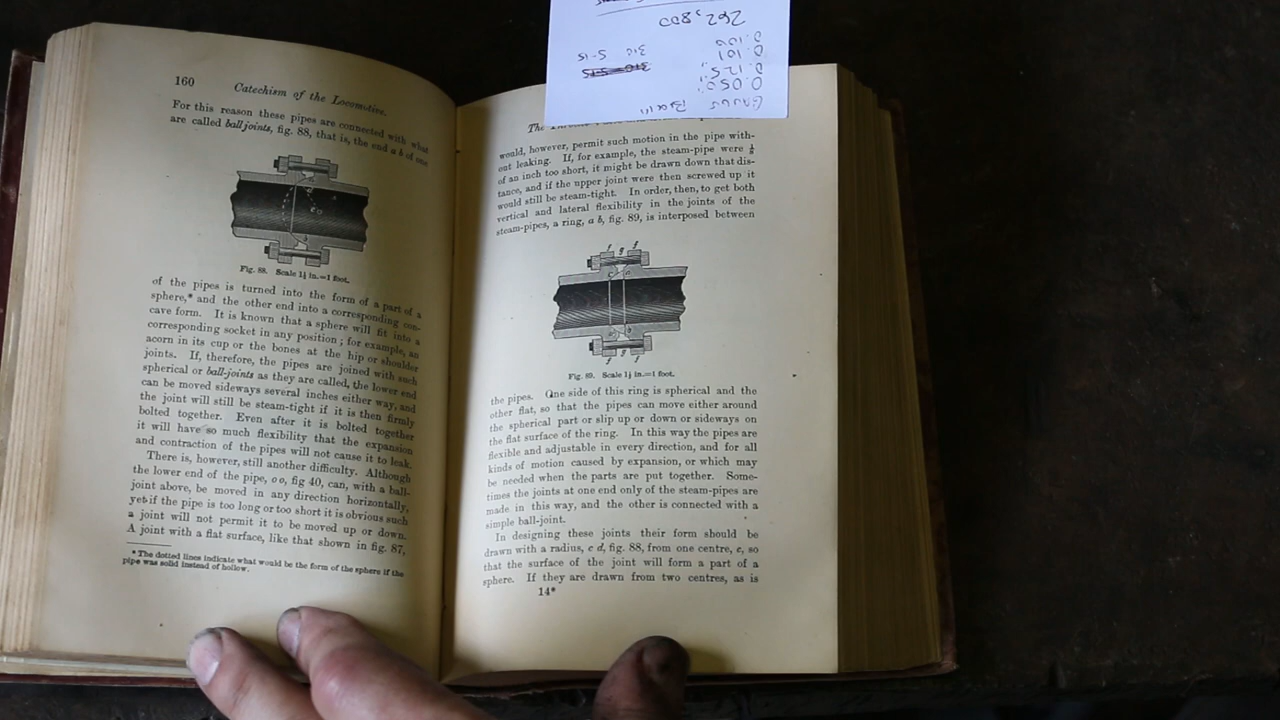 160
Catechism of the Locomotive.
For this reason these pipes are connected with what
are called ball joints, fig. 88, that is, the end a b of one
Fig. 88. Scale 1½ in.=1 foot.
of the pipes is turned into the form of a part of a
sphere,* and the other end into a corresponding con-
cave form. It is known that a sphere will fit into a
corresponding socket in any position; for example, an
acorn in its cup or the bones at the hip or shoulder
joints. If, therefore, the pipes are joined with such
spherical or ball-joints as they are called, the lower end
can be moved sideways several inches either way, and
the joint will still be steam-tight if it is then firmly
bolted together. Even after it is bolted together
it will have so much flexibility that the expansion
and contraction of the pipes will not cause it to leak.
There is, however, still another difficulty. Although
the lower end of the pipe, o o, fig 40, can, with a ball-
joint above, be moved in any direction horizontally,
yet if the pipe is too long or too short it is obvious such
a joint will not permit it to be moved up or down.
A joint with a flat surface, like that shown in fig. 87,
* The dotted lines indicate what would be the form of the sphere if the
pipe was solid instead of hollow.
262,800
0.100
0.101 310 S-15
0.125
0.050
The
would, however, permit such motion in the pipe with-
out leaking. If, for example, the steam-pipe were ⅛
of an inch too short, it might be drawn down that dis-
tance, and if the upper joint were then screwed up it
would still be steam-tight. In order, then, to get both
vertical and lateral flexibility in the joints of the
steam-pipes, a ring, a b, fig. 89, is interposed between
f g f
f g f
Fig. 89. Scale 1½ in.=1 foot.
the pipes. One side of this ring is spherical and the
other flat, so that the pipes can move either around
the spherical part or slip up or down or sideways on
the flat surface of the ring. In this way the pipes are
flexible and adjustable in every direction, and for all
kinds of motion caused by expansion, or which may
be needed when the parts are put together. Some-
times the joints at one end only of the steam-pipes are
made in this way, and the other is connected with a
simple ball-joint.
In designing these joints their form should be
drawn with a radius, c d, fig. 88, from one centre, c, so
that the surface of the joint will form a part of a
sphere. If they are drawn from two centres, as is
14*